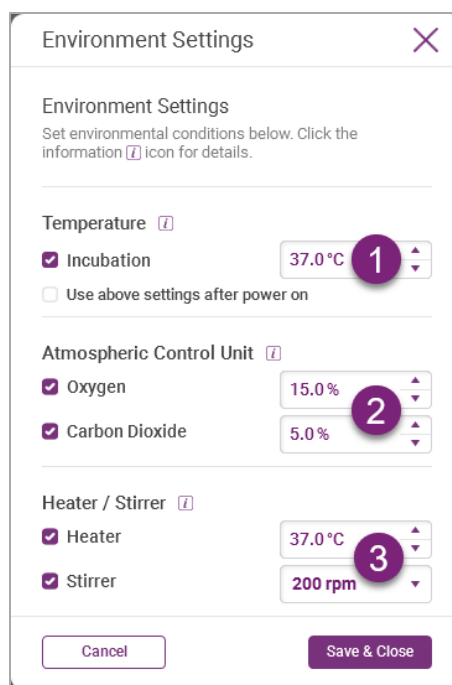 Environment Settings
Environment Settings
Set environmental conditions below. Click the
information i icon for details.
Temperature i
Incubation 37.0 °C 1
Use above settings after power on
Atmospheric Control Unit i
Oxygen 15.0 %
2
Carbon Dioxide 5.0 %
Heater / Stirrer i
Heater 37.0 °C
3
Stirrer 200 rpm
Cancel Save & Close